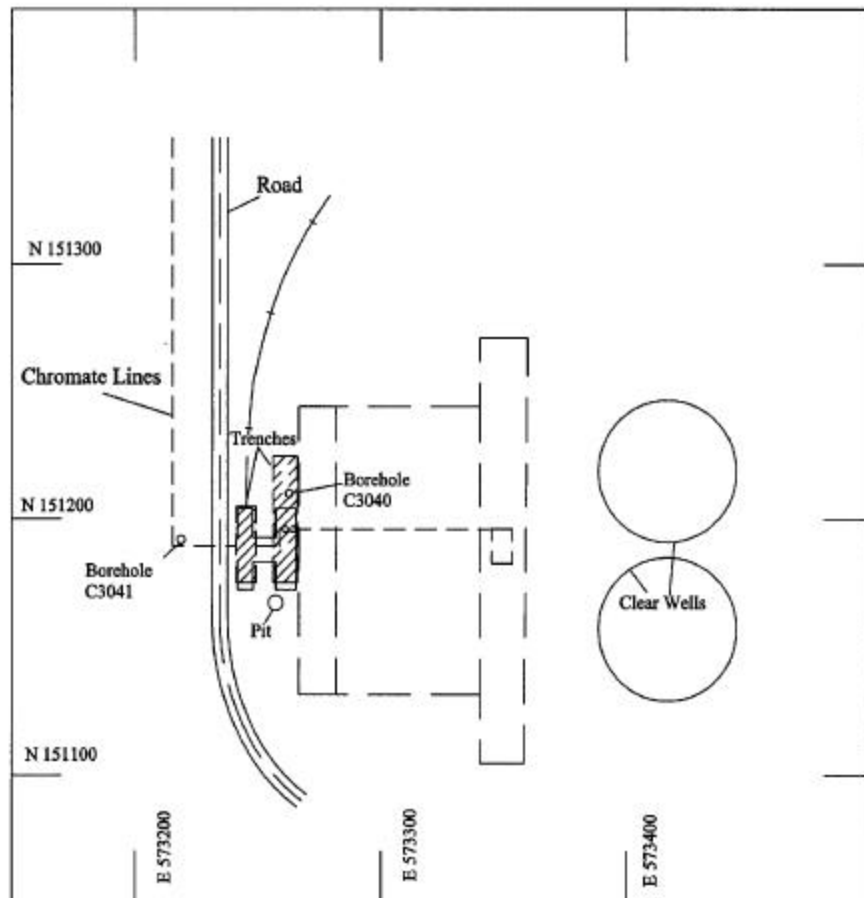 Road
N 151300
Chromate Lines
Trenches
Borehole
C3040
N 151200
Borehole
C3041
Clear Wells
Pit
N 151100
E 573200
E 573300
E 573400